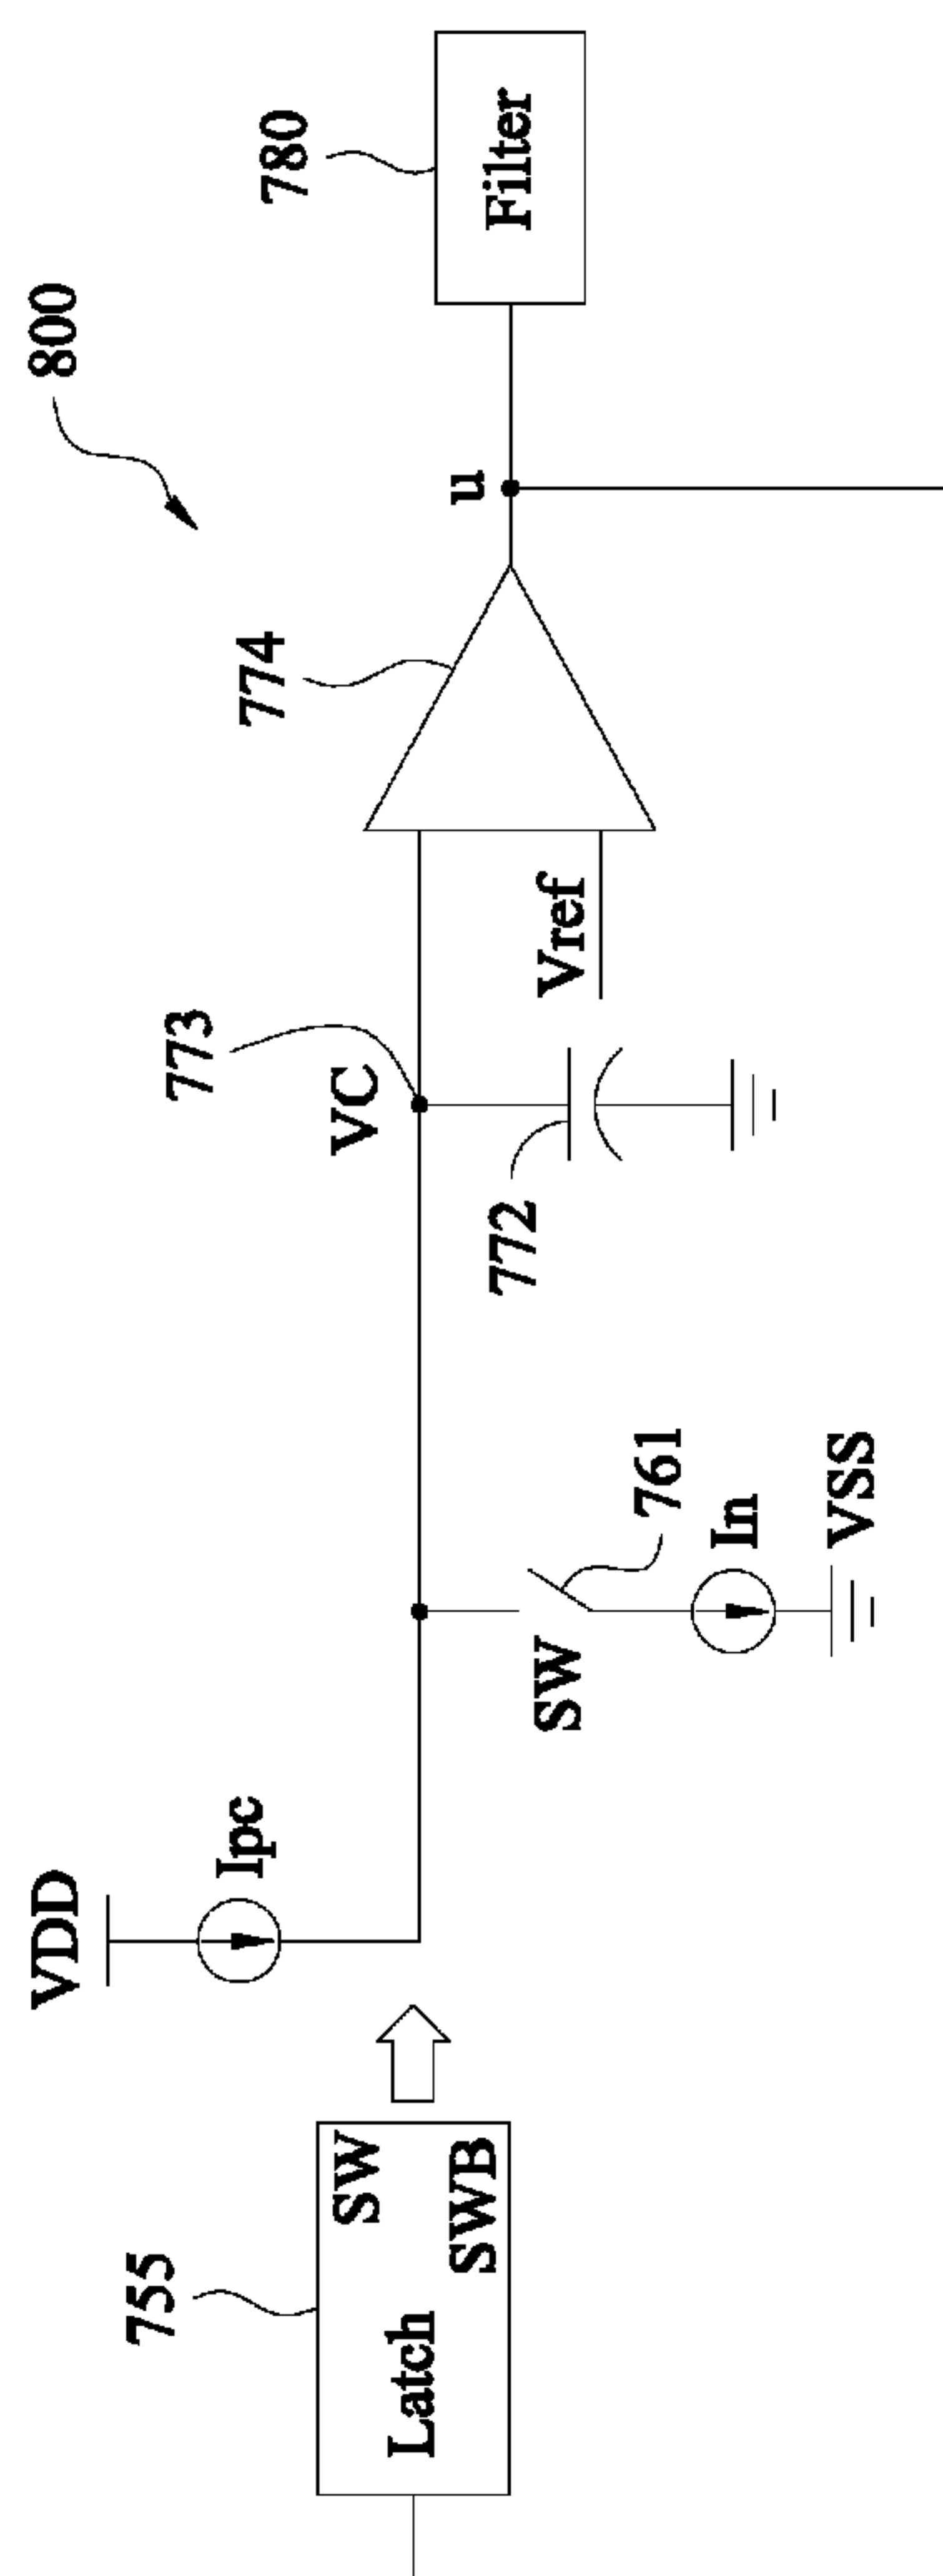 800
780
Filter
u
774
773
VC
Vref
772
VDD
Ipc
SW
761
In
VSS
755
Latch
SW
SWB